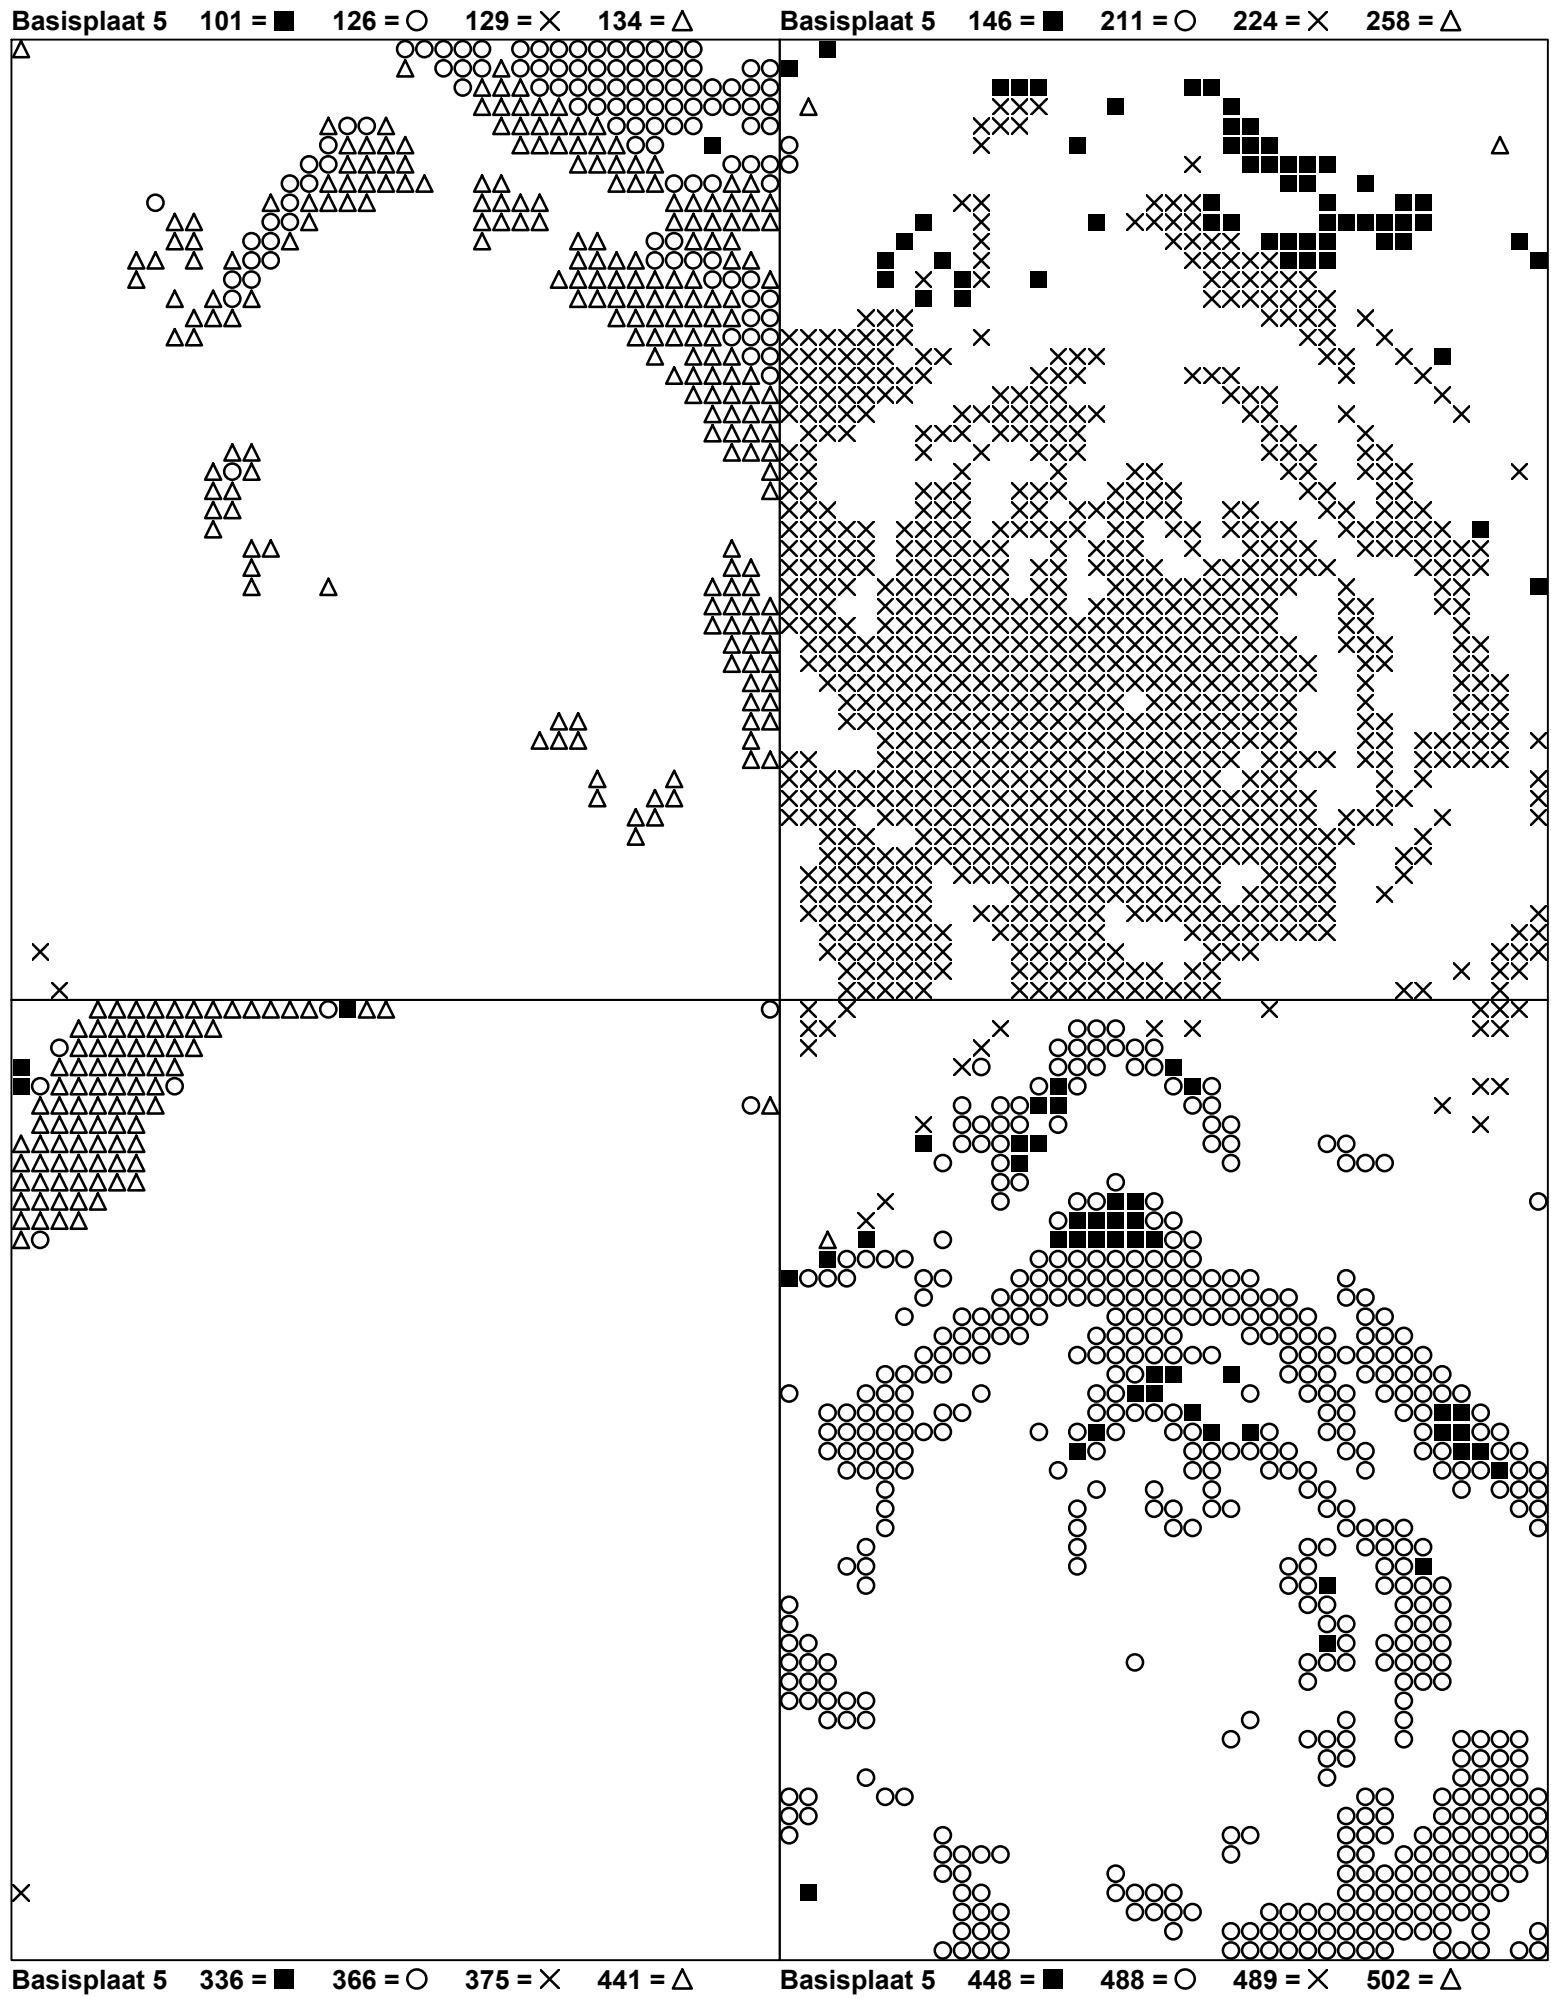 Basisplaat 5 101 = ■ 126 = ○ 129 = × 134 = △
Basisplaat 5 146 = ■ 211 = ○ 224 = × 258 = △
Basisplaat 5 336 = ■ 366 = ○ 375 = × 441 = △
Basisplaat 5 448 = ■ 488 = ○ 489 = × 502 = △